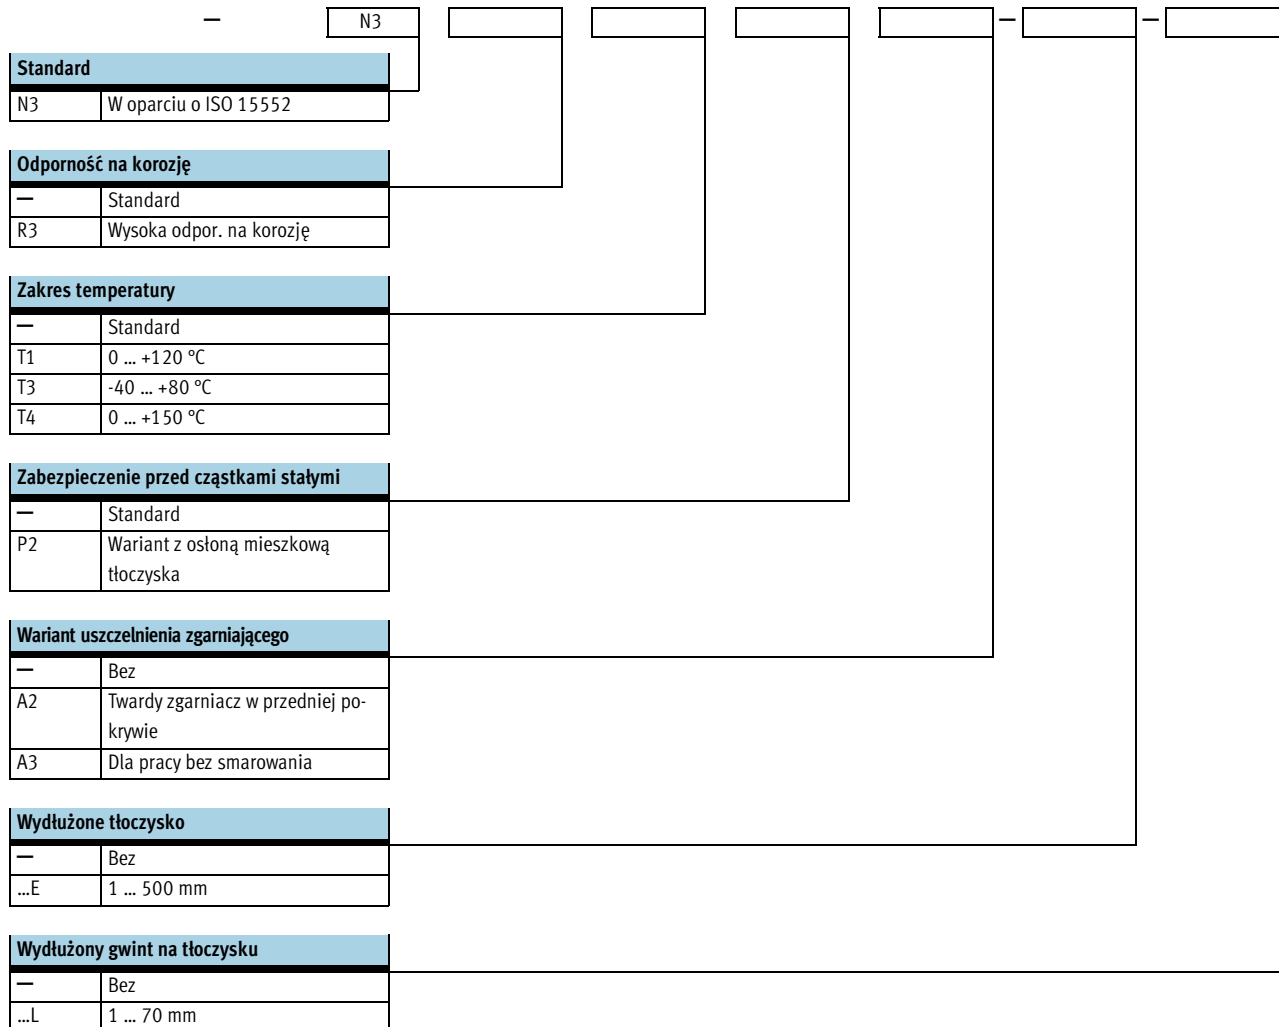 – N3 – –
Standard
N3 W oparciu o ISO 15552
Odporność na korozję
– Standard
R3 Wysoka odpor. na korozję
Zakres temperatury
– Standard
T1 0 ... +120 °C
T3 -40 ... +80 °C
T4 0 ... +150 °C
Zabezpieczenie przed cząstkami stałymi
– Standard
P2 Wariant z osłoną mieszkową
tłoczyska
Wariant uszczelnienia zgarniającego
– Bez
A2 Twardy zgarniacz w przedniej po-
krywie
A3 Dla pracy bez smarowania
Wydłużone tłoczysko
– Bez
...E 1 ... 500 mm
Wydłużony gwint na tłoczysku
– Bez
...L 1 ... 70 mm